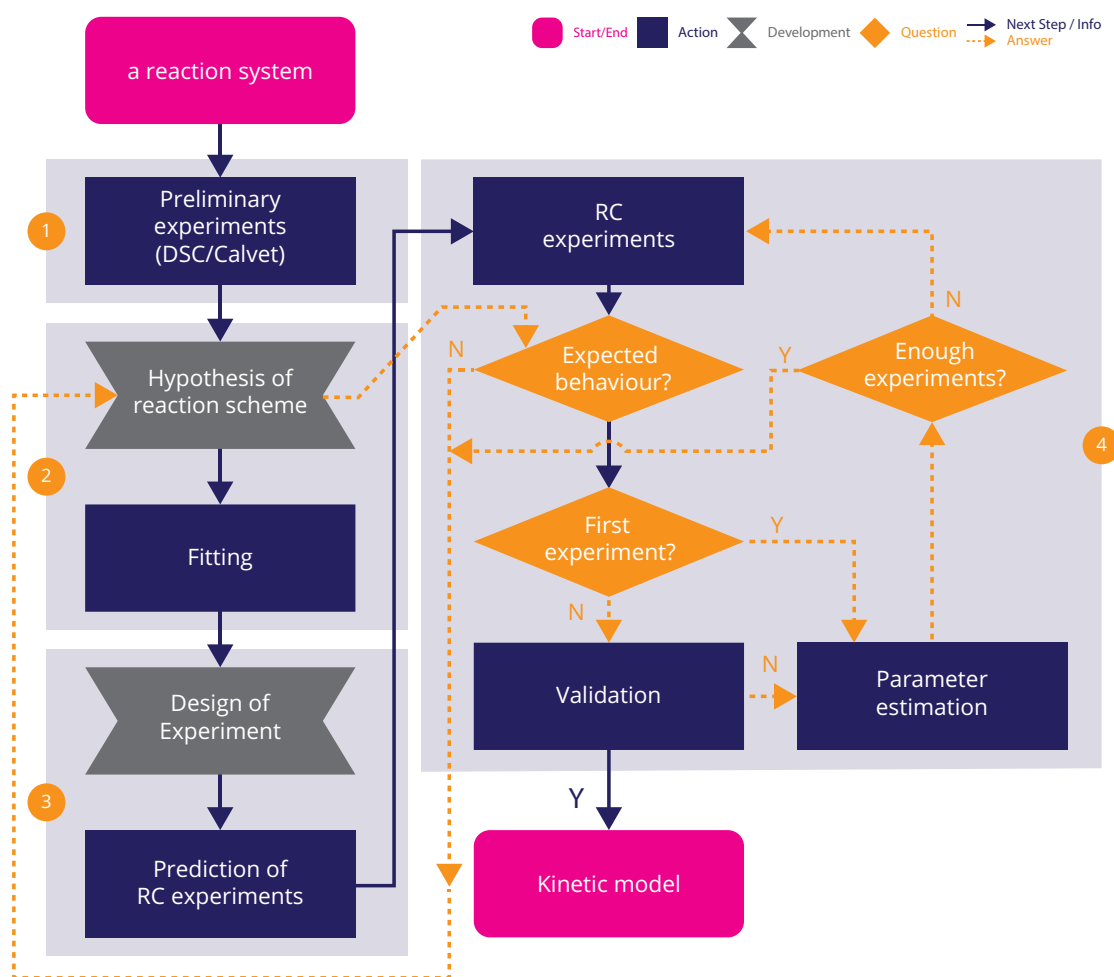 Start/End
Action
Development
Question
Next Step / Info
Answer
a reaction system
1
Preliminary
experiments
(DSC/Calvet)
2
Hypothesis of
reaction scheme
Fitting
3
Design of
Experiment
Prediction of
RC experiments
4
RC
experiments
N
Expected
behaviour?
Y
Enough
experiments?
N
First
experiment?
Y
N
Validation
N
Parameter
estimation
Y
Kinetic model